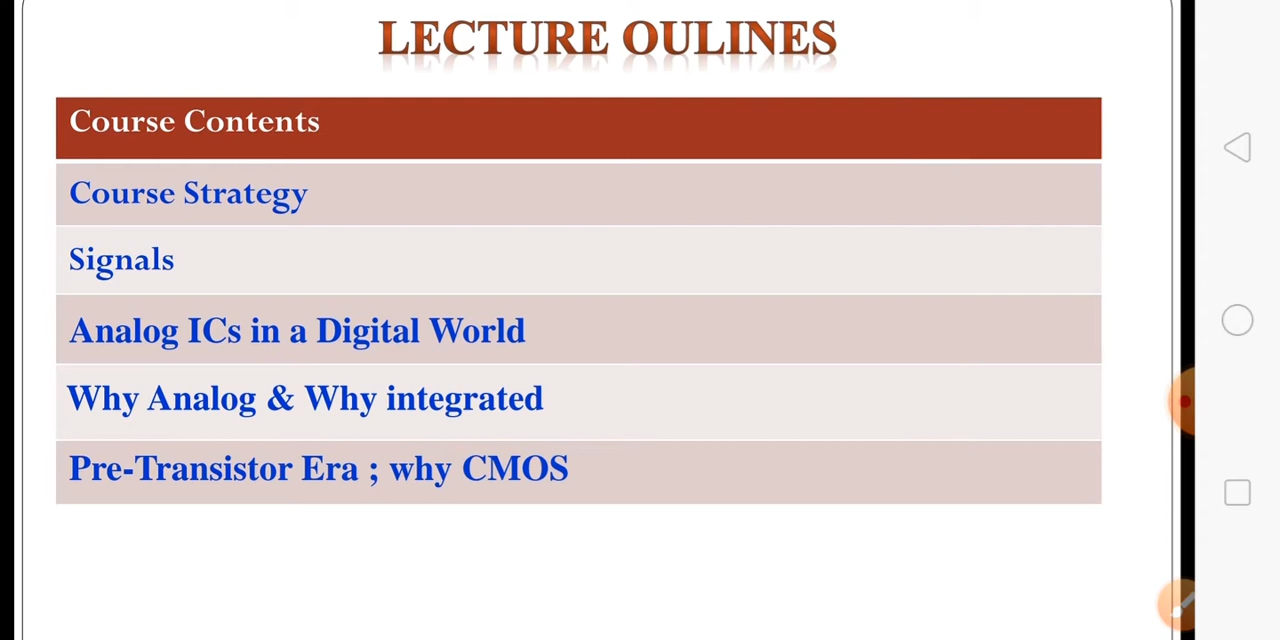 LECTURE OULINES
Course Contents
Course Strategy
Signals
Analog ICs in a Digital World
Why Analog & Why integrated
Pre-Transistor Era ; why CMOS